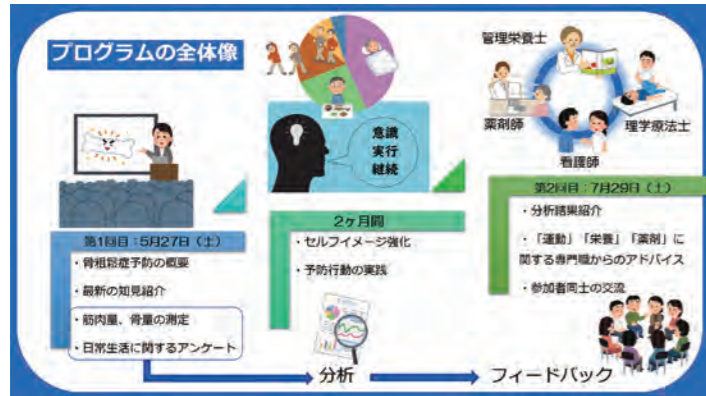 プログラムの全体像
第1回目：5月27日（土）
・骨粗鬆症予防の概要
・最新の知見紹介
・筋肉量、骨量の測定
・日常生活に関するアンケート
意識
実行
継続
2ヶ月間
・セルフイメージ強化
・予防行動の実践
管理栄養士
薬剤師
理学療法士
看護師
第2回目：7月29日（土）
・分析結果紹介
・「運動」「栄養」「薬剤」に
関する専門職からのアドバイス
・参加者同士の交流
分析
フィードバック